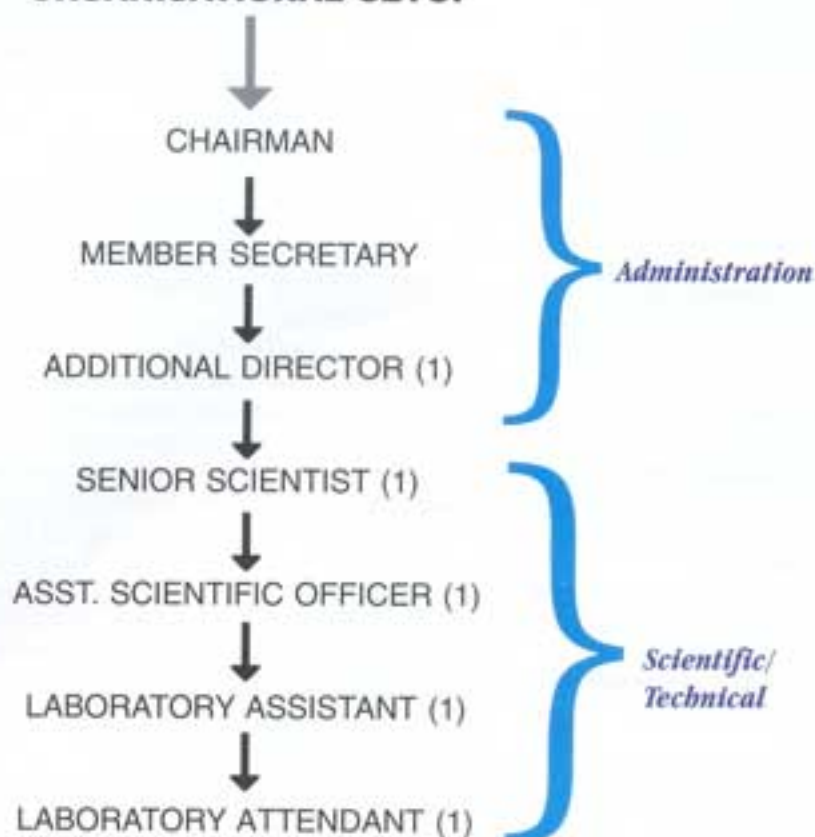 CHAIRMAN
MEMBER SECRETARY
Administration
ADDITIONAL DIRECTOR (1)
SENIOR SCIENTIST (1)
ASST. SCIENTIFIC OFFICER (1)
Scientific/
Technical
LABORATORY ASSISTANT (1)
LABORATORY ATTENDANT (1)